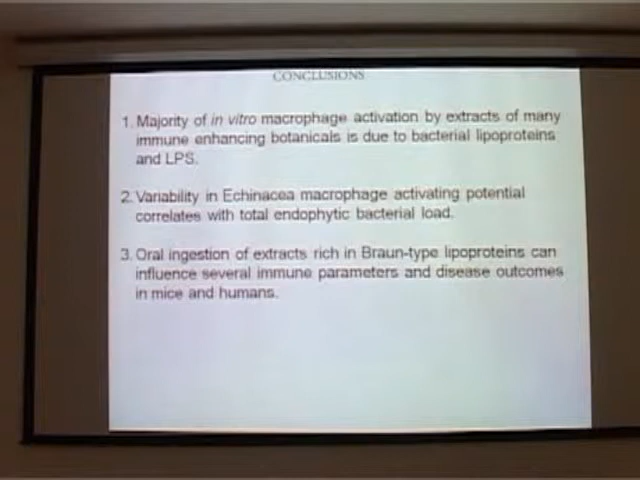 CONCLUSIONS
1. Majority of in vitro macrophage activation by extracts of many
immune enhancing botanicals is due to bacterial lipoproteins
and LPS.
2. Variability in Echinacea macrophage activating potential
correlates with total endophytic bacterial load.
3. Oral ingestion of extracts rich in Braun-type lipoproteins can
influence several immune parameters and disease outcomes
in mice and humans.